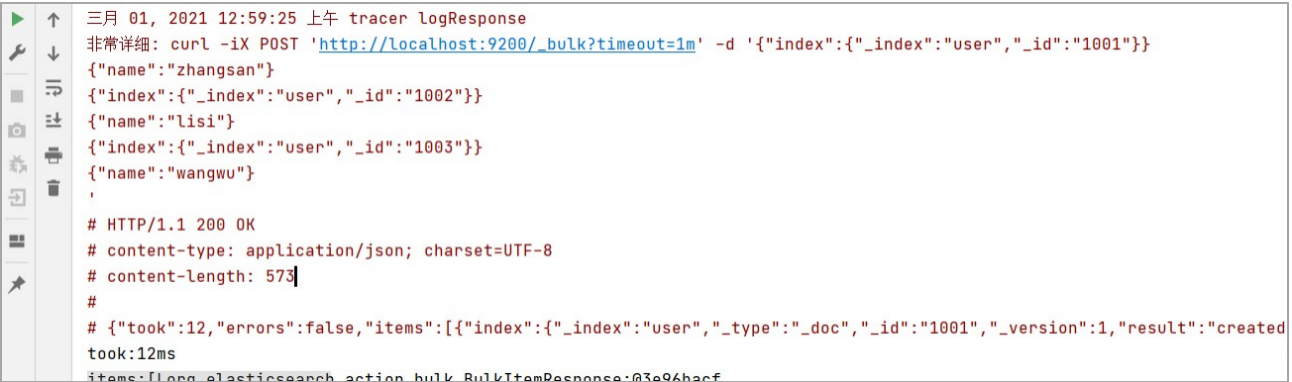 三月 01, 2021 12:59:25 上午 tracer logResponse
非常详细: curl -iX POST 'http://localhost:9200/_bulk?timeout=1m' -d '{"index":{"_index":"user","_id":"1001"}}
{"name":"zhangsan"}
{"index":{"_index":"user","_id":"1002"}}
{"name":"lisi"}
{"index":{"_index":"user","_id":"1003"}}
{"name":"wangwu"}
'
# HTTP/1.1 200 OK
# content-type: application/json; charset=UTF-8
# content-length: 573
#
# {"took":12,"errors":false,"items":[{"index":{"_index":"user","_type":"_doc","_id":"1001","_version":1,"result":"created
took:12ms
items:[Lorg.elasticsearch.action.bulk.BulkItemResponse;@3e96bacf